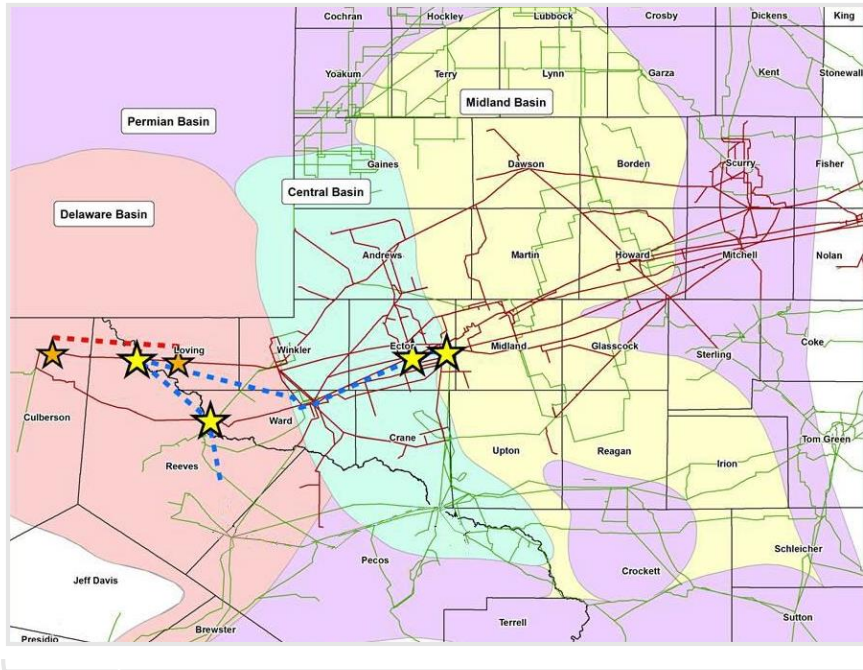 Cochran
Hockley
Lubbock
Crosby
Dickens
King
Yoakum
Terry
Lynn
Garza
Kent
Stonewall
Midland Basin
Permian Basin
Gaines
Dawson
Borden
Scurry
Fisher
Central Basin
Delaware Basin
Andrews
Martin
Howard
Mitchell
Nolan
Loving
Winkler
Ector
Midland
Glasscock
Sterling
Coke
Culberson
Ward
Crane
Upton
Reagan
Irion
Tom Green
Reeves
Pecos
Schleicher
Jeff Davis
Crockett
Sutton
Terrell
Brewster
Presidio